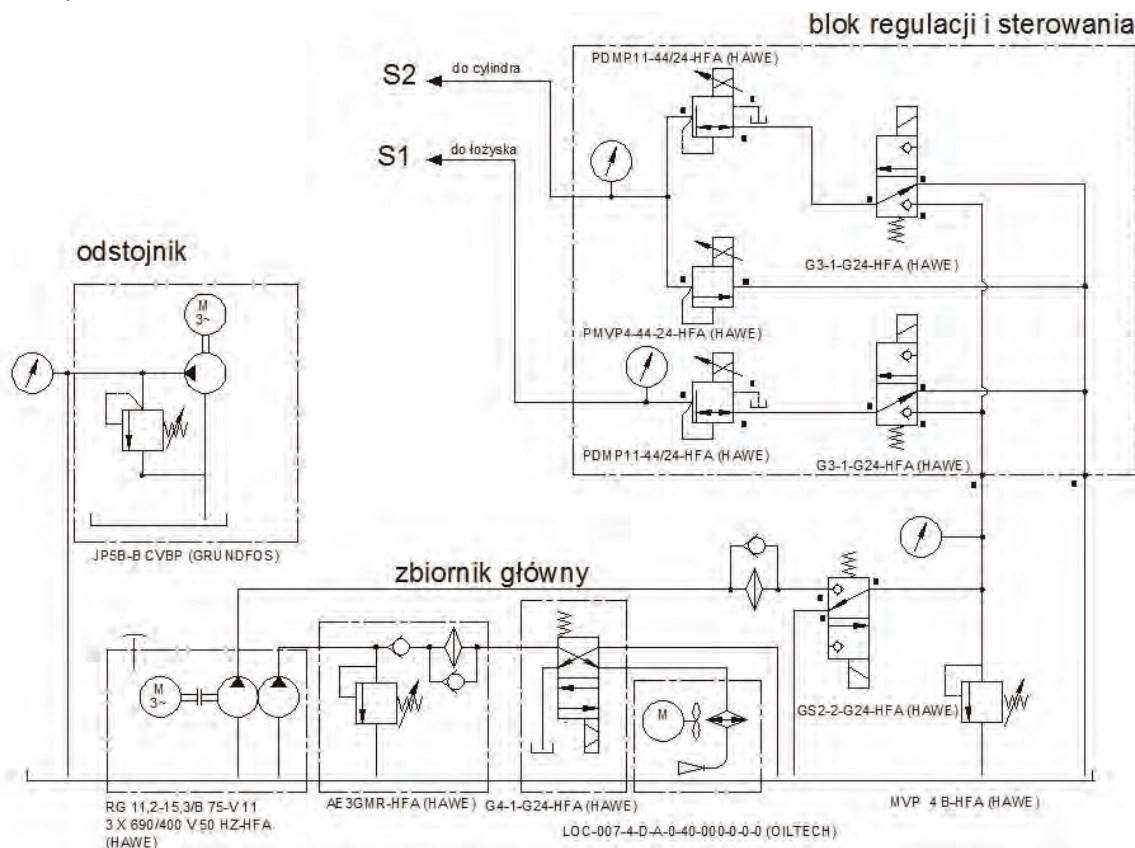 blok regulacji i sterowania
PDMP11-44/24-HFA (HAWE)
S2
do cylindra
S1
do łożyska
G3-1-G24-HFA (HAWE)
odstojnik
M
3~
PMVP4-44-24-HFA (HAWE)
PDMP11-44/24-HFA (HAWE)
G3-1-G24-HFA (HAWE)
JP5B-B CVBP (GRUNDFOS)
zbiornik główny
M
3~
M
GS2-2-G24-HFA (HAWE)
RG 11,2-15,3/B 75-V 11
3 X 690/400 V 50 HZ-HFA
(HAWE)
AE3GMR-HFA (HAWE)
G4-1-G24-HFA (HAWE)
MVP 4 B-HFA (HAWE)
LOC-007-4-D-A-0-40-000-0-0-0 (OILTECH)